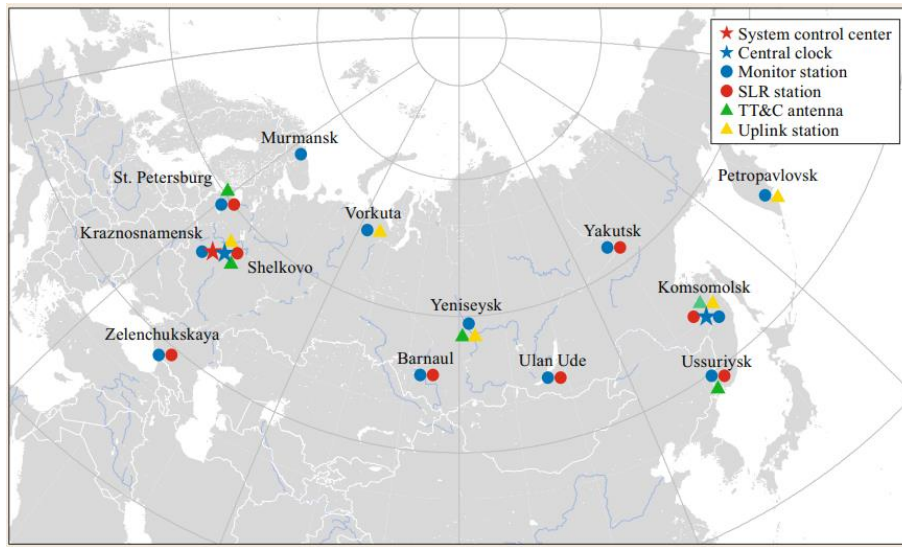 System control center
Central clock
Monitor station
SLR station
TT&C antenna
Uplink station
Murmansk
St. Petersburg
Petropavlovsk
Vorkuta
Kraznosnamensk
Yakutsk
Shelkovo
Komsomolsk
Yeniseysk
Zelenchukskaya
Barnaul
Ulan Ude
Ussuriysk